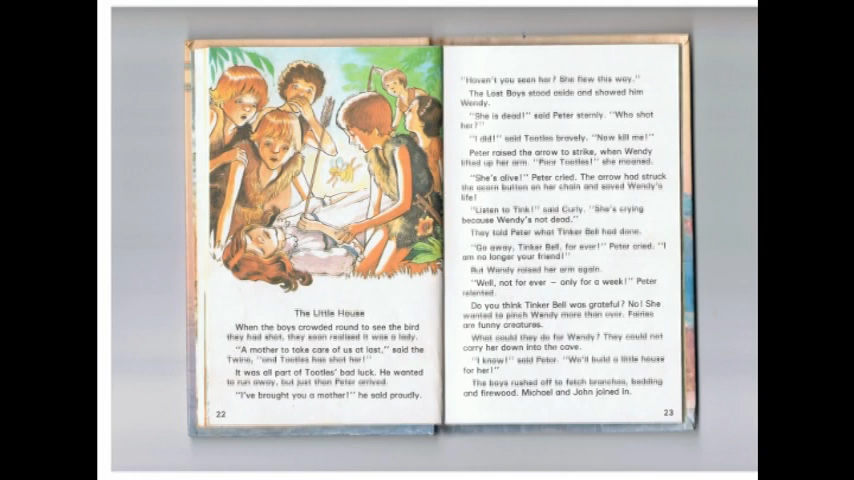 The Little House
When the boys crowded round to see the bird
they had shot, they soon realised it was a lady.
"A mother to take care of us at last," said the
Twins, "and Tootles has shot her!"
It was all part of Tootles' bad luck. He wanted
to run away, but just then Peter arrived.
"I've brought you a mother!" he said proudly.
22
"Haven't you seen her? She flew this way."
The Lost Boys stood aside and showed him
Wendy.
"She is dead!" said Peter sternly. "Who shot
her?"
"I did!" said Tootles bravely. "Now kill me!"
Peter raised the arrow to strike, when Wendy
lifted up her arm. "Poor Tootles!" she moaned.
"She's alive!" Peter cried. The arrow had struck
the acorn button on her chain and saved Wendy's
life!
"Listen to Tink!" said Curly. "She's crying
because Wendy's not dead."
They told Peter what Tinker Bell had done.
"Go away, Tinker Bell, for ever!" Peter cried. "I
am no longer your friend!"
But Wendy raised her arm again.
"Well, not for ever – only for a week!" Peter
relented.
Do you think Tinker Bell was grateful? No! She
wanted to pinch Wendy more than ever. Fairies
are funny creatures.
What could they do for Wendy? They could not
carry her down into the cave.
"I know!" said Peter. "We'll build a little house
for her!"
The boys rushed off to fetch branches, bedding
and firewood. Michael and John joined in.
23